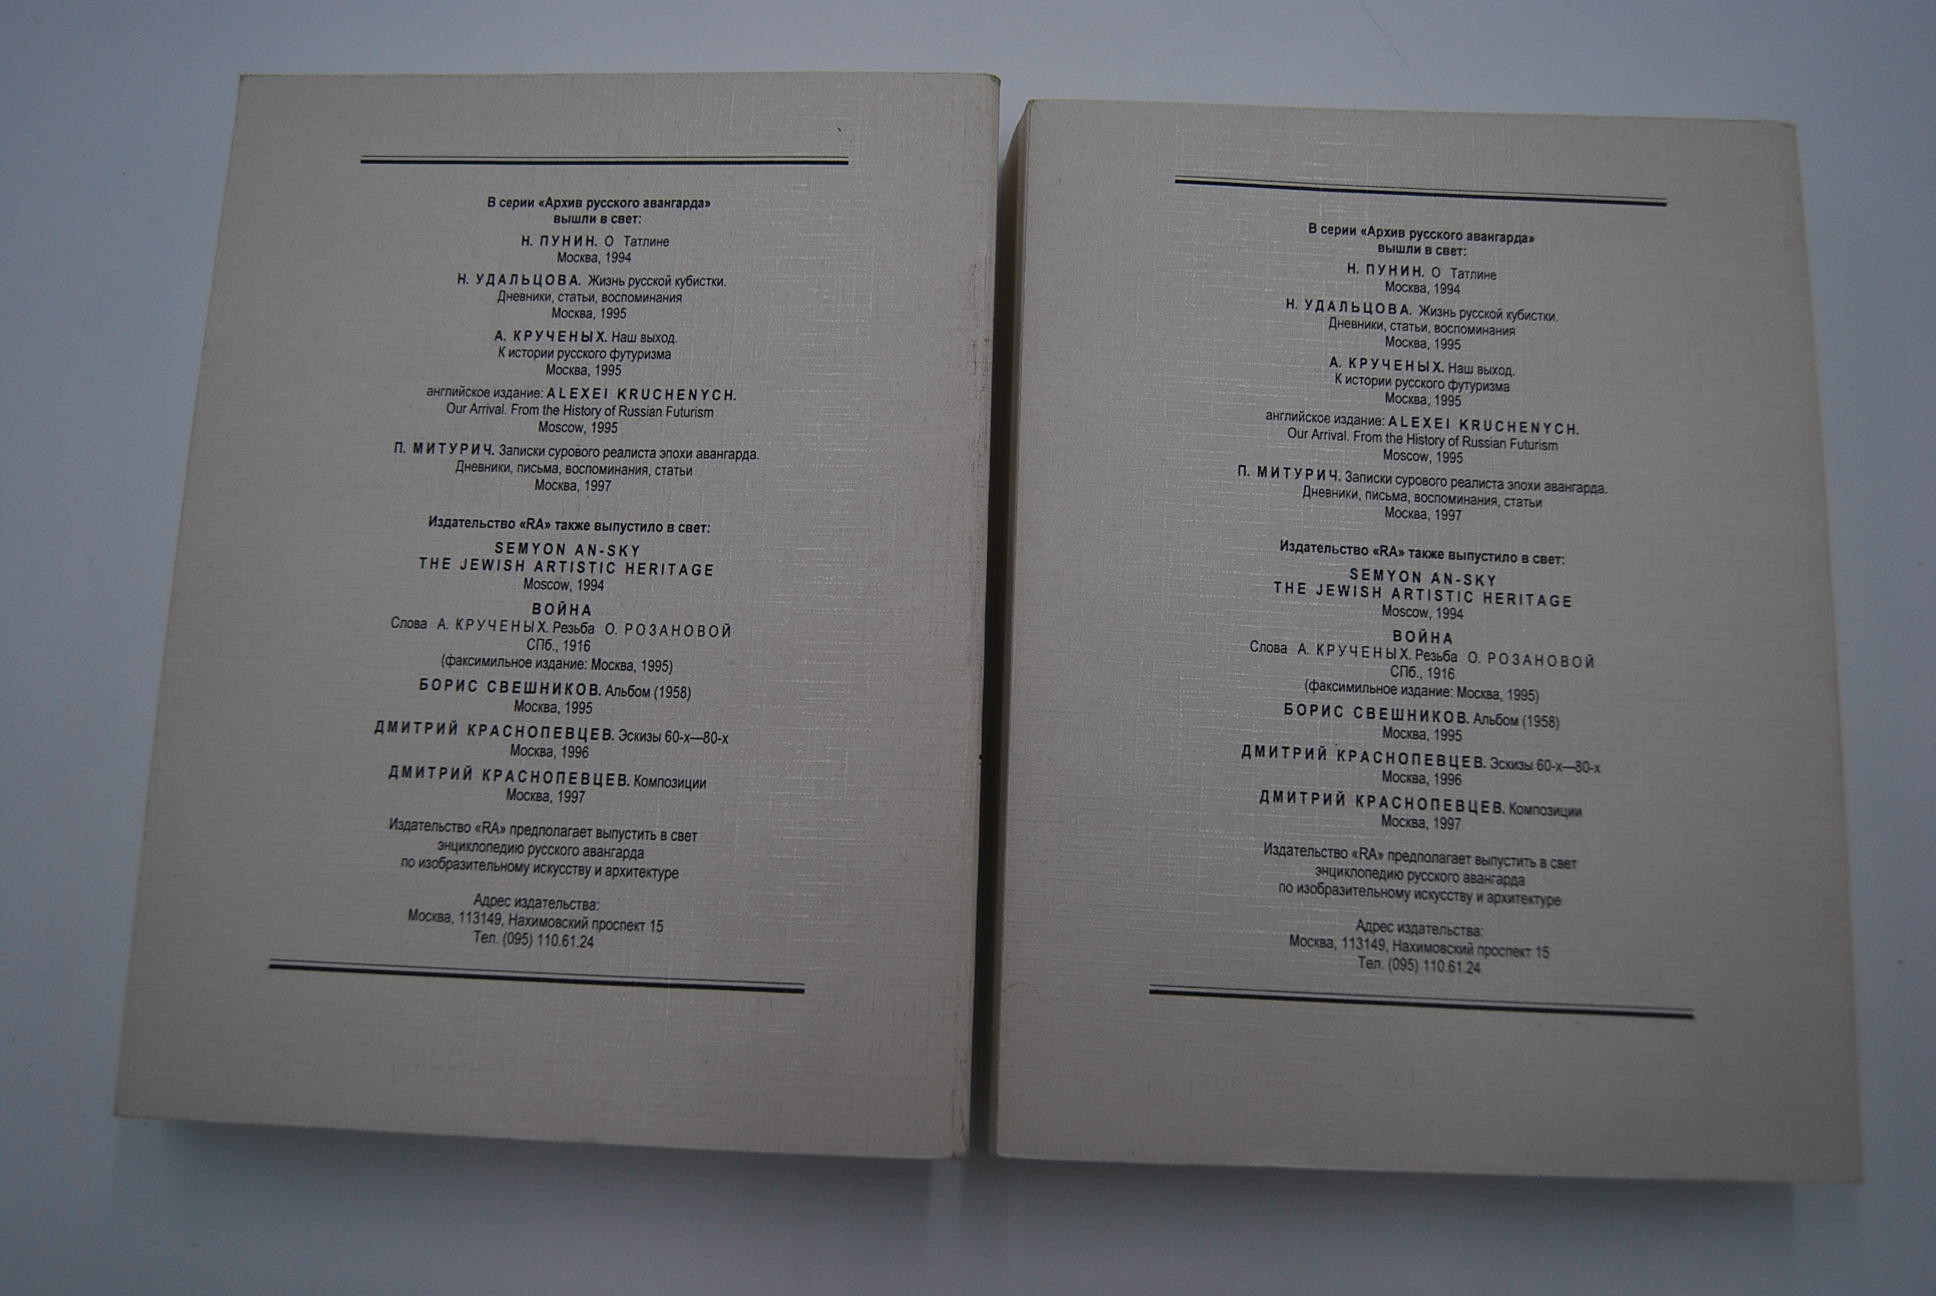 В серии «Архив русского авангарда»
вышли в свет:
Н. ПУНИН. О Татлине
Москва, 1994
Н. УДАЛЬЦОВА. Жизнь русской кубистки.
Дневники, статьи, воспоминания
Москва, 1995
А. КРУЧЕНЫХ. Наш выход.
К истории русского футуризма
Москва, 1995
английское издание: ALEXEI KRUCHENYCH.
Our Arrival. From the History of Russian Futurism
Moscow, 1995
П. МИТУРИЧ. Записки сурового реалиста эпохи авангарда.
Дневники, письма, воспоминания, статьи
Москва, 1997
Издательство «RA» также выпустило в свет:
SEMYON AN-SKY
THE JEWISH ARTISTIC HERITAGE
Moscow, 1994
ВОЙНА
Слова А. КРУЧЕНЫХ. Резьба О. РОЗАНОВОЙ
СПб., 1916
(факсимильное издание: Москва, 1995)
БОРИС СВЕШНИКОВ. Альбом (1958)
Москва, 1995
ДМИТРИЙ КРАСНОПЕВЦЕВ. Эскизы 60-х—80-х
Москва, 1996
ДМИТРИЙ КРАСНОПЕВЦЕВ. Композиции
Москва, 1997
Издательство «RA» предполагает выпустить в свет
энциклопедию русского авангарда
по изобразительному искусству и архитектуре
Адрес издательства:
Москва, 113149, Нахимовский проспект 15
Тел. (095) 110.61.24
В серии «Архив русского авангарда»
вышли в свет:
Н. ПУНИН. О Татлине
Москва, 1994
Н. УДАЛЬЦОВА. Жизнь русской кубистки.
Дневники, статьи, воспоминания
Москва, 1995
А. КРУЧЕНЫХ. Наш выход.
К истории русского футуризма
Москва, 1995
английское издание: ALEXEI KRUCHENYCH.
Our Arrival. From the History of Russian Futurism
Moscow, 1995
П. МИТУРИЧ. Записки сурового реалиста эпохи авангарда.
Дневники, письма, воспоминания, статьи
Москва, 1997
Издательство «RA» также выпустило в свет:
SEMYON AN-SKY
THE JEWISH ARTISTIC HERITAGE
Moscow, 1994
ВОЙНА
Слова А. КРУЧЕНЫХ. Резьба О. РОЗАНОВОЙ
СПб., 1916
(факсимильное издание: Москва, 1995)
БОРИС СВЕШНИКОВ. Альбом (1958)
Москва, 1995
ДМИТРИЙ КРАСНОПЕВЦЕВ. Эскизы 60-х—80-х
Москва, 1996
ДМИТРИЙ КРАСНОПЕВЦЕВ. Композиции
Москва, 1997
Издательство «RA» предполагает выпустить в свет
энциклопедию русского авангарда
по изобразительному искусству и архитектуре
Адрес издательства:
Москва, 113149, Нахимовский проспект 15
Тел. (095) 110.61.24